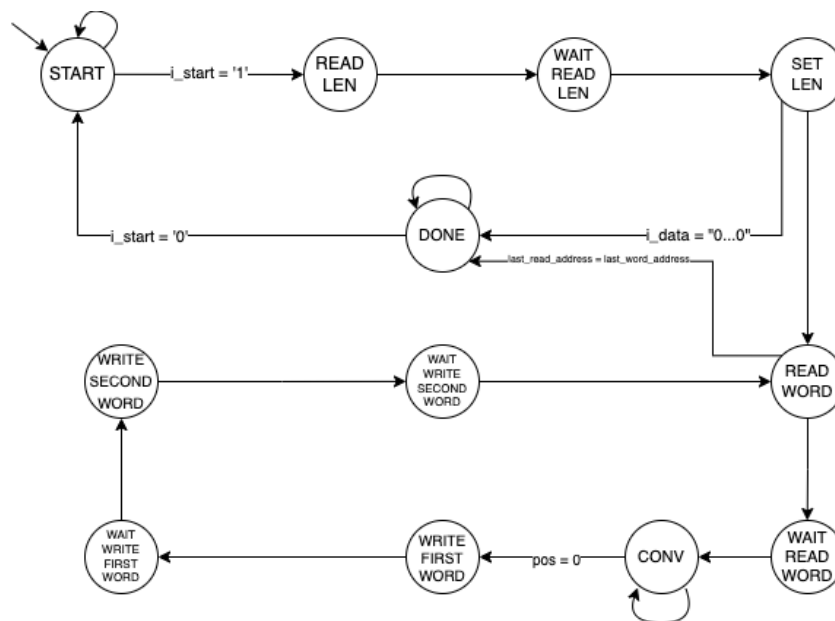 START
i_start = '1'
READ
LEN
WAIT
READ
LEN
SET
LEN
i_start = '0'
DONE
i_data = "0...0"
last_read_address = last_word_address
WRITE
SECOND
WORD
WAIT
WRITE
SECOND
WORD
READ
WORD
WAIT
WRITE
FIRST
WORD
WRITE
FIRST
WORD
pos = 0
CONV
WAIT
READ
WORD